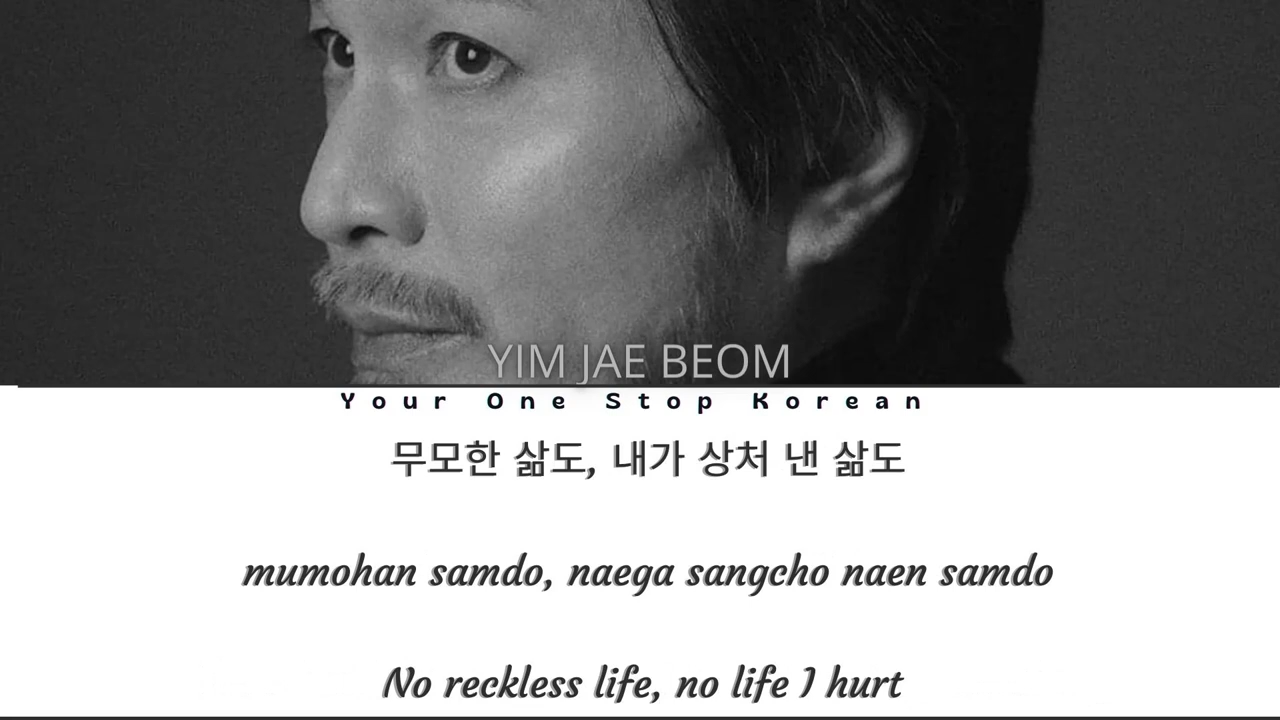 YIM JAE BEOM
Your One Stop Korean
무모한 삶도, 내가 상처 낸 삶도
mumohan samdo, naega sangcho naen samdo
No reckless life, no life I hurt